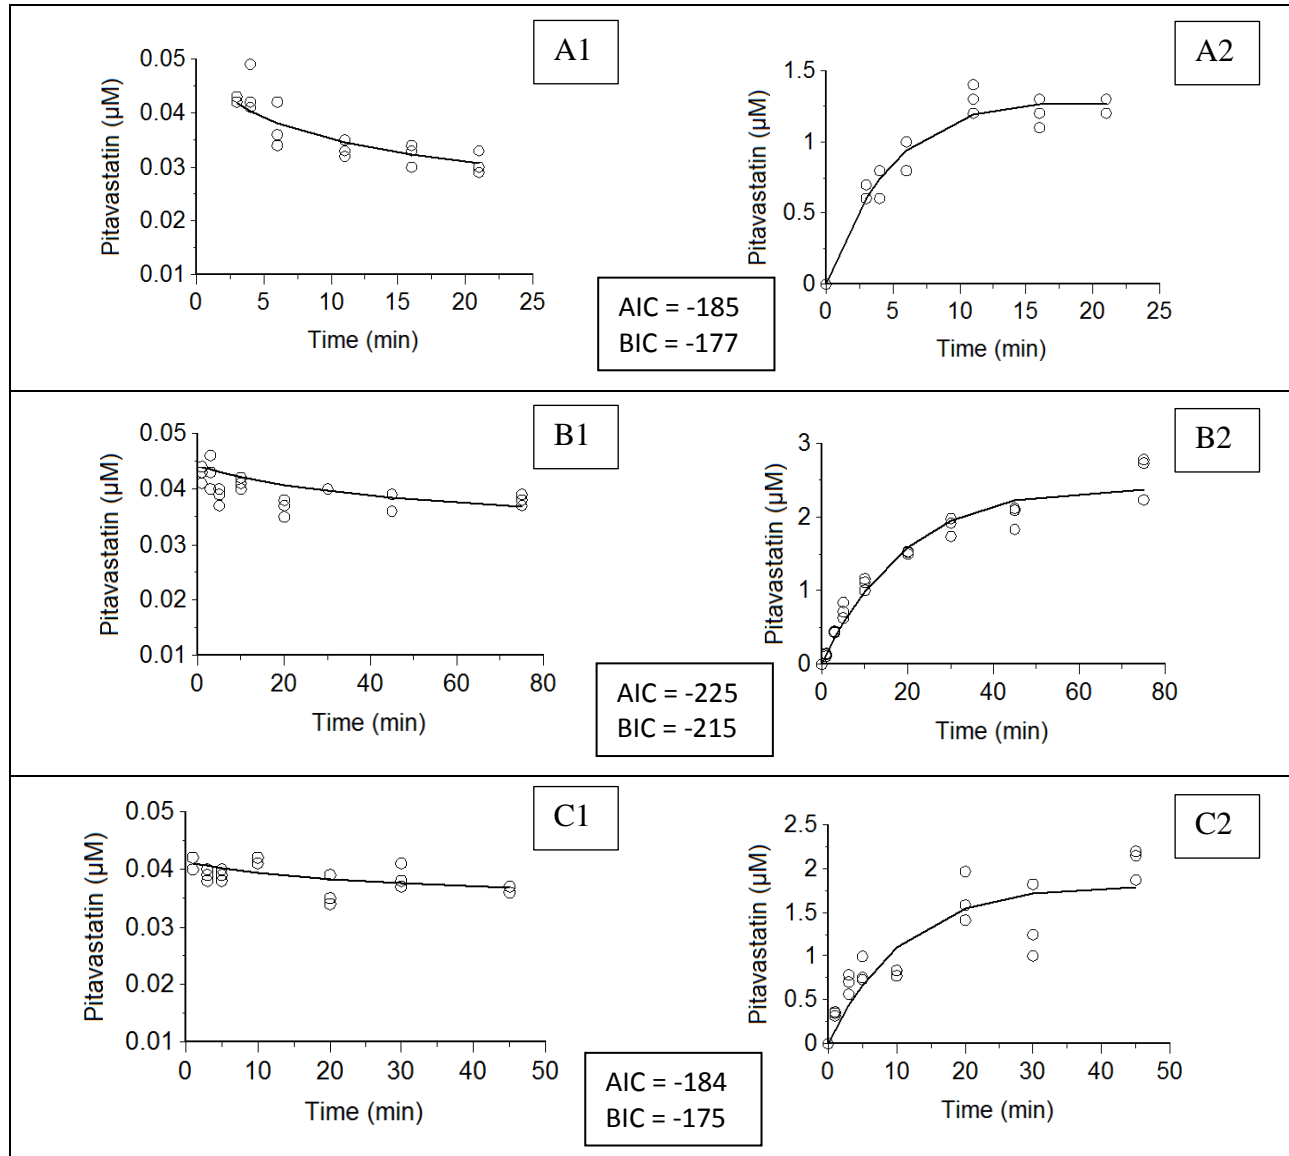 A1
Pitavastatin (µM)
0.05
0.04
0.03
0.02
0.01
0 5 10 15 20 25
Time (min)
A2
Pitavastatin (µM)
1.5
1
0.5
0
0 5 10 15 20 25
Time (min)
AIC = -185
BIC = -177
B1
Pitavastatin (µM)
0.05
0.04
0.03
0.02
0.01
0 20 40 60 80
Time (min)
B2
Pitavastatin (µM)
3
2
1
0
0 20 40 60 80
Time (min)
AIC = -225
BIC = -215
C1
Pitavastatin (µM)
0.05
0.04
0.03
0.02
0.01
0 10 20 30 40 50
Time (min)
C2
Pitavastatin (µM)
2.5
2
1.5
1
0.5
0
0 10 20 30 40 50
Time (min)
AIC = -184
BIC = -175